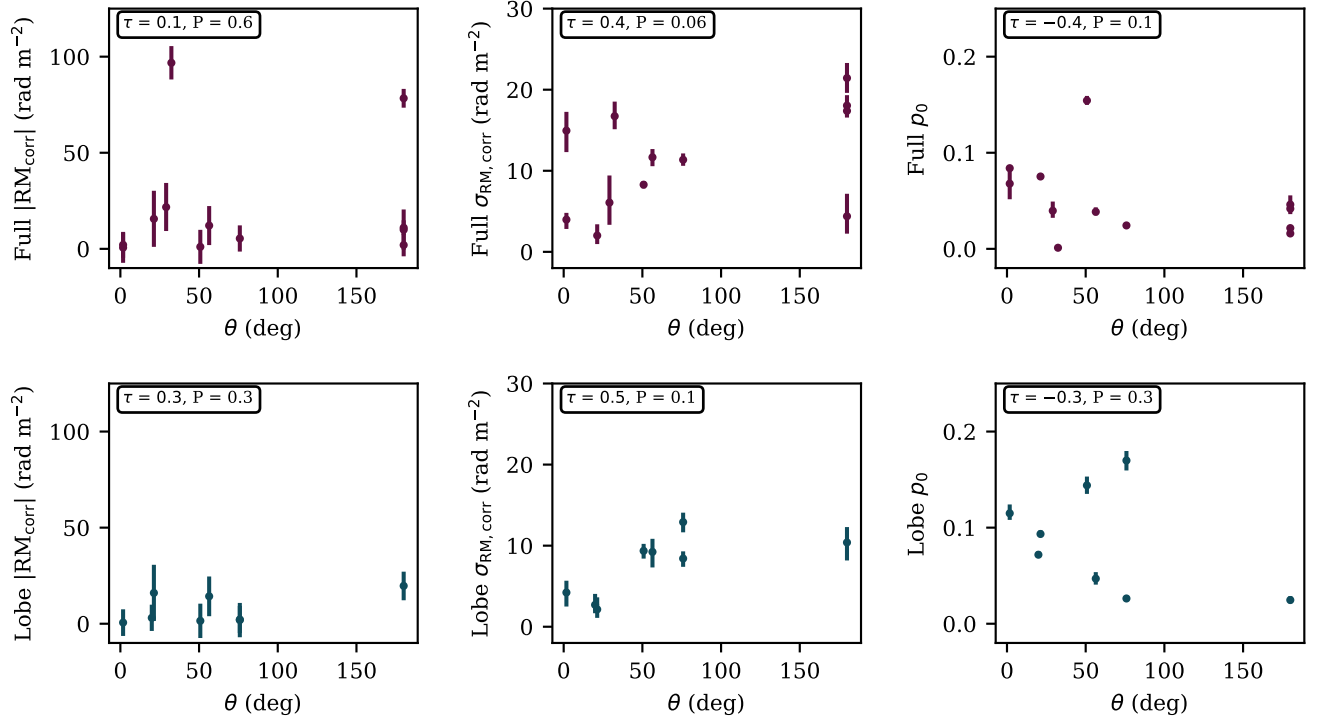 τ = 0.1, P = 0.6
Full |RM_corr| (rad m⁻²)
100
50
0
0 50 100 150
θ (deg)
τ = 0.4, P = 0.06
Full σ_RM, corr (rad m⁻²)
30
20
10
0
0 50 100 150
θ (deg)
τ = −0.4, P = 0.1
Full p₀
0.2
0.1
0.0
0 50 100 150
θ (deg)
τ = 0.3, P = 0.3
Lobe |RM_corr| (rad m⁻²)
100
50
0
0 50 100 150
θ (deg)
τ = 0.5, P = 0.1
Lobe σ_RM, corr (rad m⁻²)
30
20
10
0
0 50 100 150
θ (deg)
τ = −0.3, P = 0.3
Lobe p₀
0.2
0.1
0.0
0 50 100 150
θ (deg)